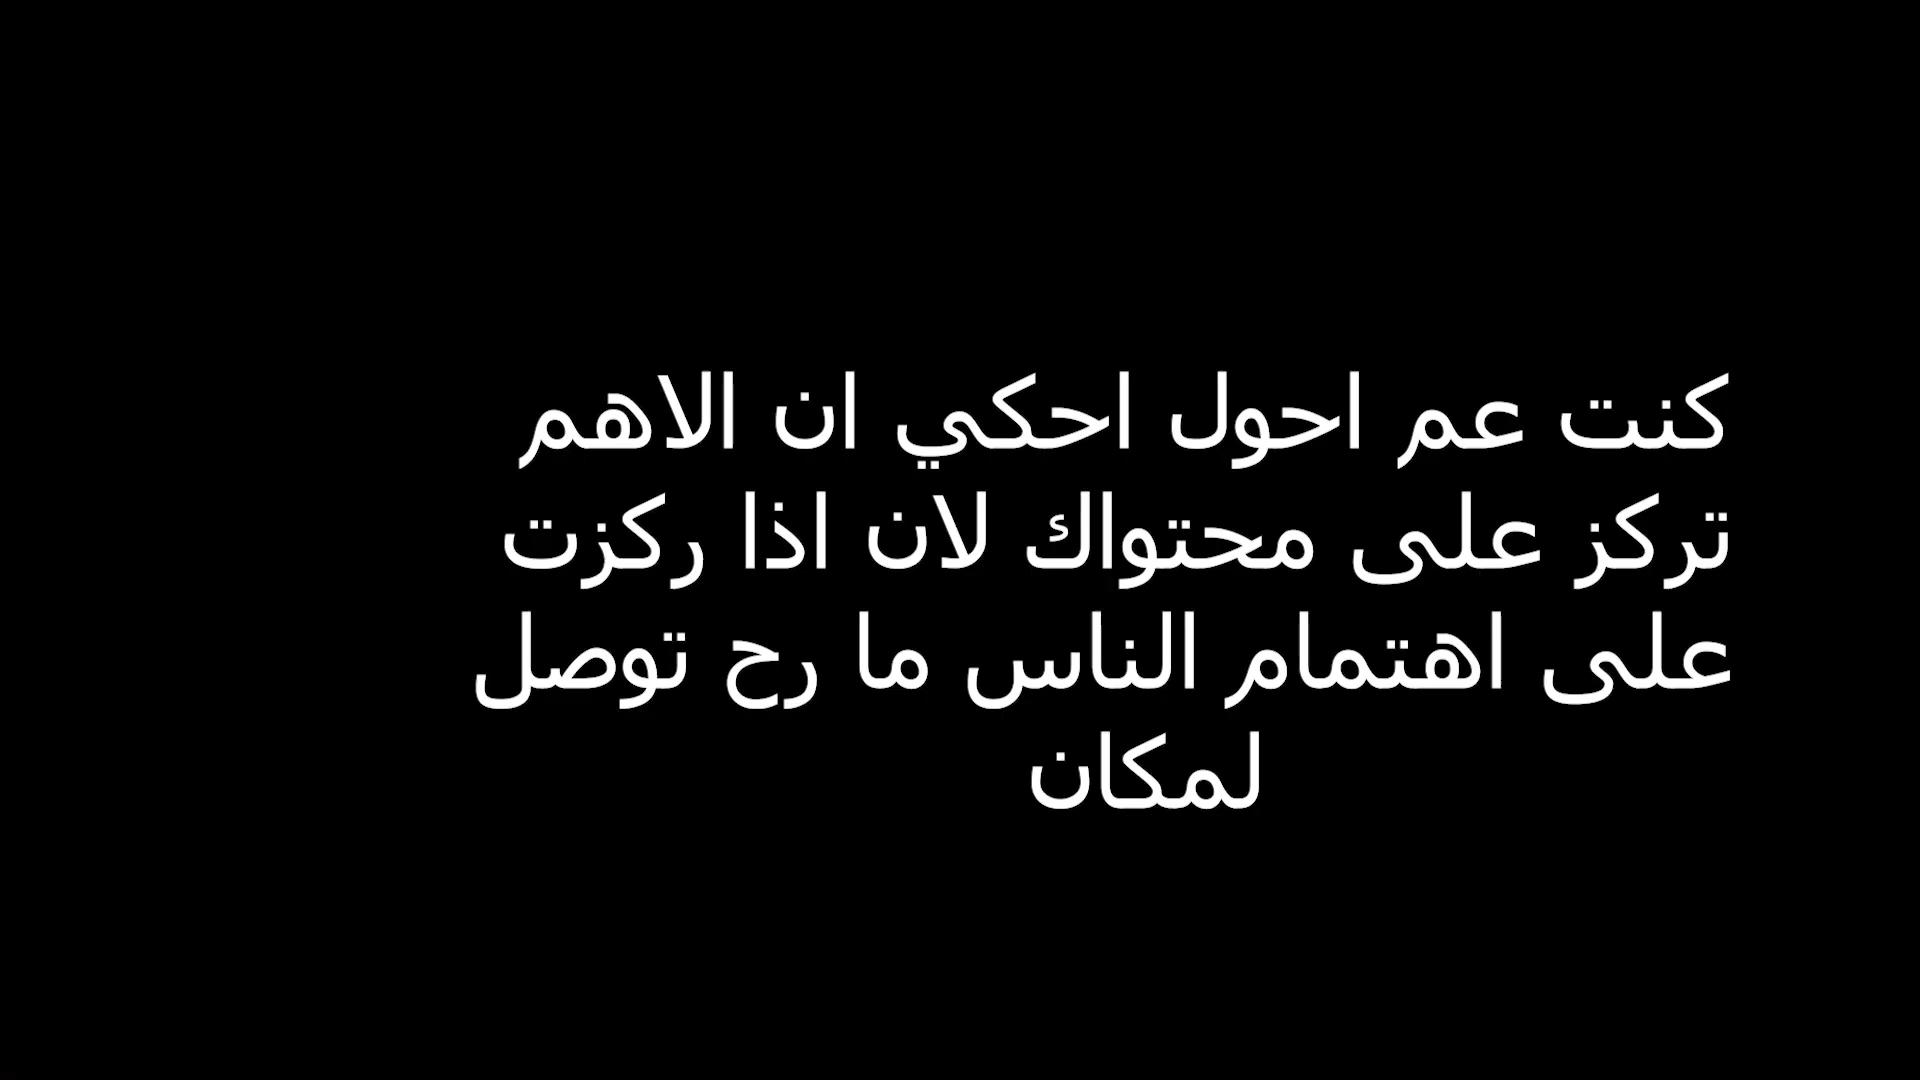 كنت عم احول احكي ان الاهم
تركز على محتواك لان اذا ركزت
على اهتمام الناس ما رح توصل
لمكان